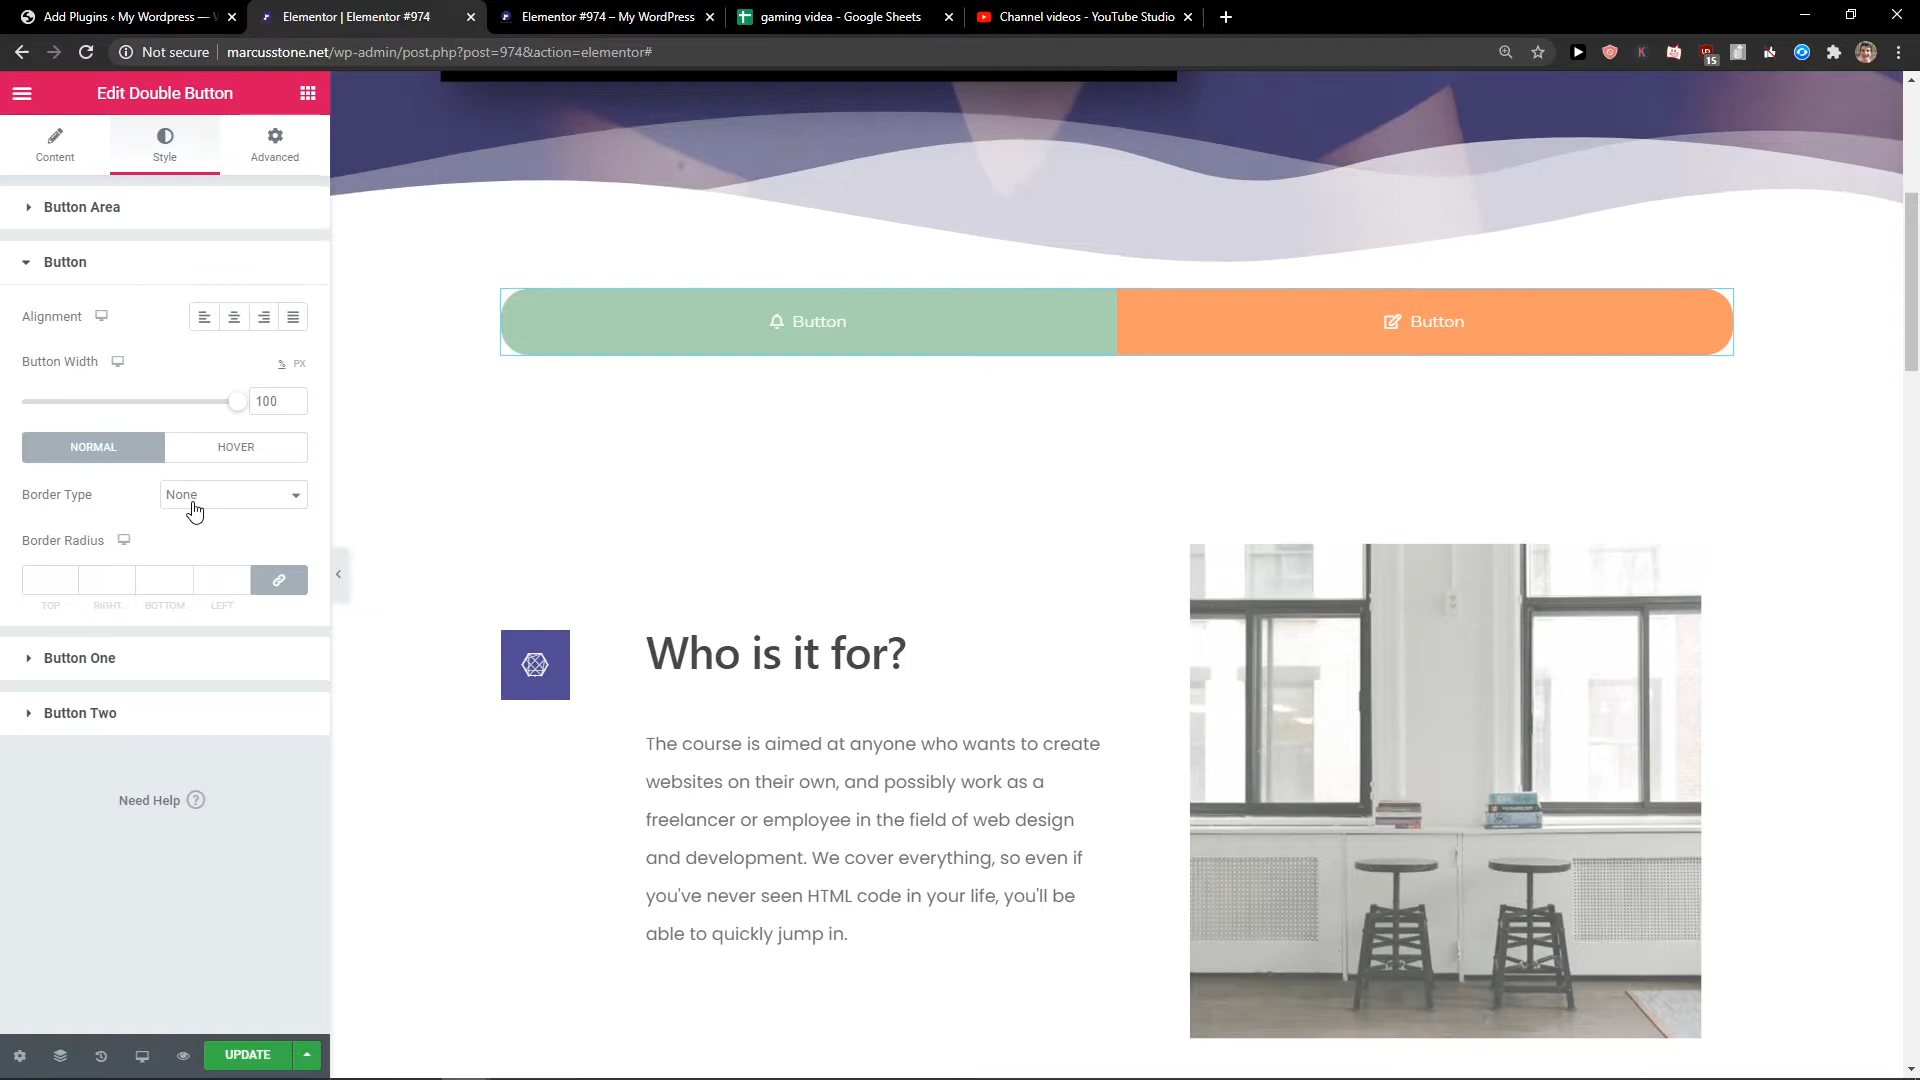 Add Plugins ‹ My Wordpress —
Elementor | Elementor #974
Elementor #974 – My WordPress
gaming videa - Google Sheets
Channel videos - YouTube Studio
Not secure
marcusstone.net/wp-admin/post.php?post=974&action=elementor#
15
Edit Double Button
Content
Style
Advanced
Button Area
Button
Alignment
Button Width
% PX
100
NORMAL
HOVER
Border Type
None
Border Radius
TOP RIGHT BOTTOM LEFT
Button One
Button Two
Need Help ?
UPDATE
Button
Button
Who is it for?
The course is aimed at anyone who wants to create
websites on their own, and possibly work as a
freelancer or employee in the field of web design
and development. We cover everything, so even if
you've never seen HTML code in your life, you'll be
able to quickly jump in.